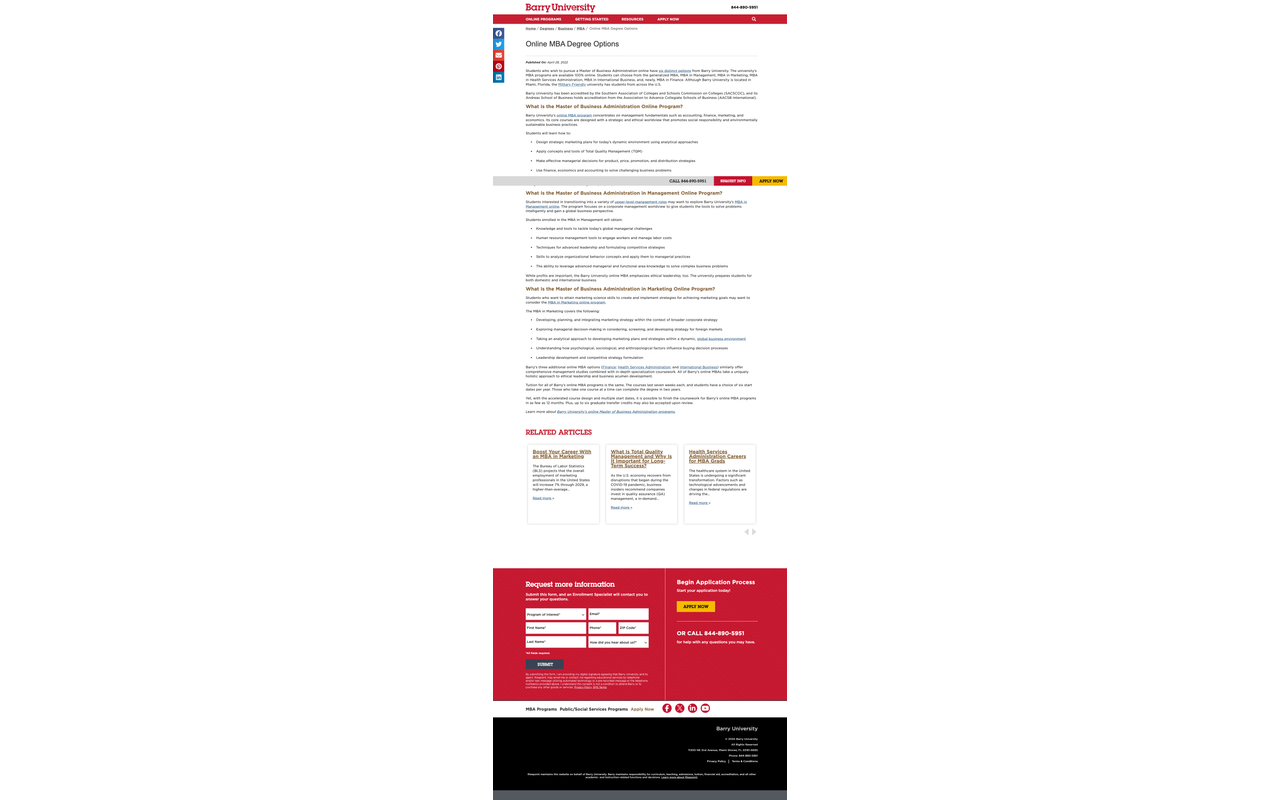 Barry University
844-890-5951
ONLINE PROGRAMS GETTING STARTED RESOURCES APPLY NOW
Home / Degrees / Business / MBA / Online MBA Degree Options
Online MBA Degree Options
Students who wish to pursue a Master of Business Administration online have six distinct options from Barry University. The university's
MBA programs are available 100% online. Students can choose from the generalized MBA, MBA in Management, MBA in Marketing, MBA
in Health Services Administration, MBA in International Business, and, newly, MBA in Finance. Although Barry University is located in
Miami, Florida, the Military Friendly university has students from across the U.S.
Barry University has been accredited by the Southern Association of Colleges and Schools Commission on Colleges (SACSCOC), and its
Andreas School of Business holds accreditation from the Association to Advance Collegiate Schools of Business (AACSB-International).
What Is the Master of Business Administration Online Program?
Barry University's online MBA program concentrates on management fundamentals such as accounting, finance, marketing, and
economics. Its core courses are designed with a strategic and ethical worldview that promotes social responsibility and environmentally
sustainable business practices.
Students will learn how to:
• Design strategic marketing plans for today's dynamic environment using analytical approaches
• Apply concepts and tools of Total Quality Management (TQM)
• Make effective managerial decisions for product, price, promotion, and distribution strategies
• Use finance, economics and accounting to solve challenging business problems
CALL 844-890-5951 REQUEST INFO APPLY NOW
What Is the Master of Business Administration in Management Online Program?
Students interested in transitioning into a variety of upper-level management roles may want to explore Barry University's MBA in
Management online. The program focuses on a corporate management worldview to give students the tools to solve problems
intelligently and gain a global business perspective.
Students enrolled in the MBA in Management will obtain:
• Knowledge and tools to tackle today's global managerial challenges
• Human resource management tools to engage workers and manage labor costs
• Techniques for advanced leadership and formulating competitive strategies
• Skills to analyze organizational behavior concepts and apply them to managerial practices
• The ability to leverage advanced managerial and functional area knowledge to solve complex business problems
While profits are important, the Barry University online MBA emphasizes ethical leadership, too. The university prepares students for
both domestic and international business.
What Is the Master of Business Administration in Marketing Online Program?
Students who want to attain marketing science skills to create and implement strategies for achieving marketing goals may want to
consider the MBA in Marketing online program.
The MBA in Marketing covers the following:
• Developing, planning, and integrating marketing strategy within the context of broader corporate strategy
• Exploring managerial decision-making in considering, screening, and developing strategy for foreign markets
• Taking an analytical approach to developing marketing plans and strategies within a dynamic, global business environment
• Understanding how psychological, sociological, and anthropological factors influence buying decision processes
• Leadership development and competitive strategy formulation
Barry's three additional online MBA options (Finance, Health Services Administration, and International Business) similarly offer
comprehensive management studies combined with in-depth specialization coursework. All of Barry's online MBAs take a uniquely
holistic approach to ethical leadership and business acumen development.
Tuition for all of Barry's online MBA programs is the same. The courses last seven weeks each, and students have a choice of six start
dates per year. Those who take one course at a time can complete the degree in two years.
Yet, with the accelerated course design and multiple start dates, it is possible to finish the coursework for Barry's online MBA programs
in as few as 12 months. Plus, up to six graduate transfer credits may also be accepted upon review.
Learn more about Barry University's online Master of Business Administration programs.
RELATED ARTICLES
Boost Your Career With
an MBA in Marketing
The Bureau of Labor Statistics
(BLS) projects that the overall
employment of marketing
professionals in the United States
will increase 7% through 2029, a
higher-than-average...
Read more »
What Is Total Quality
Management and Why Is
It Important for Long-
Term Success?
As the U.S. economy recovers from
disruptions that began during the
COVID-19 pandemic, business
leaders recommend companies
invest in quality assurance (QA)
management, a in-demand...
Read more »
Health Services
Administration Careers
for MBA Grads
The healthcare system in the United
States is undergoing a significant
transformation. Factors such as
technological advancements and
changes in federal regulations are
driving the...
Read more »
Request more information
Submit this form, and an Enrollment Specialist will contact you to
answer your questions.
Program of Interest* Email*
First Name* Phone* ZIP Code*
Last Name* How did you hear about us?*
*All fields required.
SUBMIT
Begin Application Process
Start your application today!
APPLY NOW
OR CALL 844-890-5951
for help with any questions you may have.
MBA Programs Public/Social Services Programs Apply Now
Barry University
All Rights Reserved
Phone: 844-890-5951
Privacy Policy | Terms & Conditions